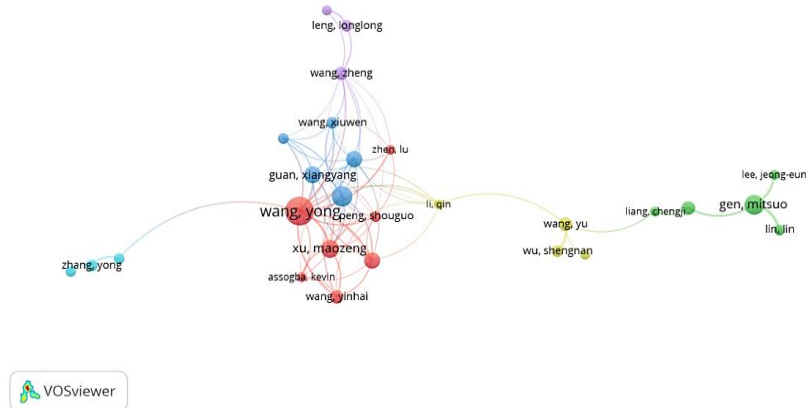 leng, longlong
wang, zheng
wang, xiuwen
zhen, lu
guan, xiangyang
lee, jeong-eun
wang, yong
peng, shouguo
li, qin
liang, chengji
gen, mitsuo
wang, yu
lin, lin
xu, maozeng
wu, shengnan
zhang, yong
assogba, kevin
wang, yinhai
VOSviewer